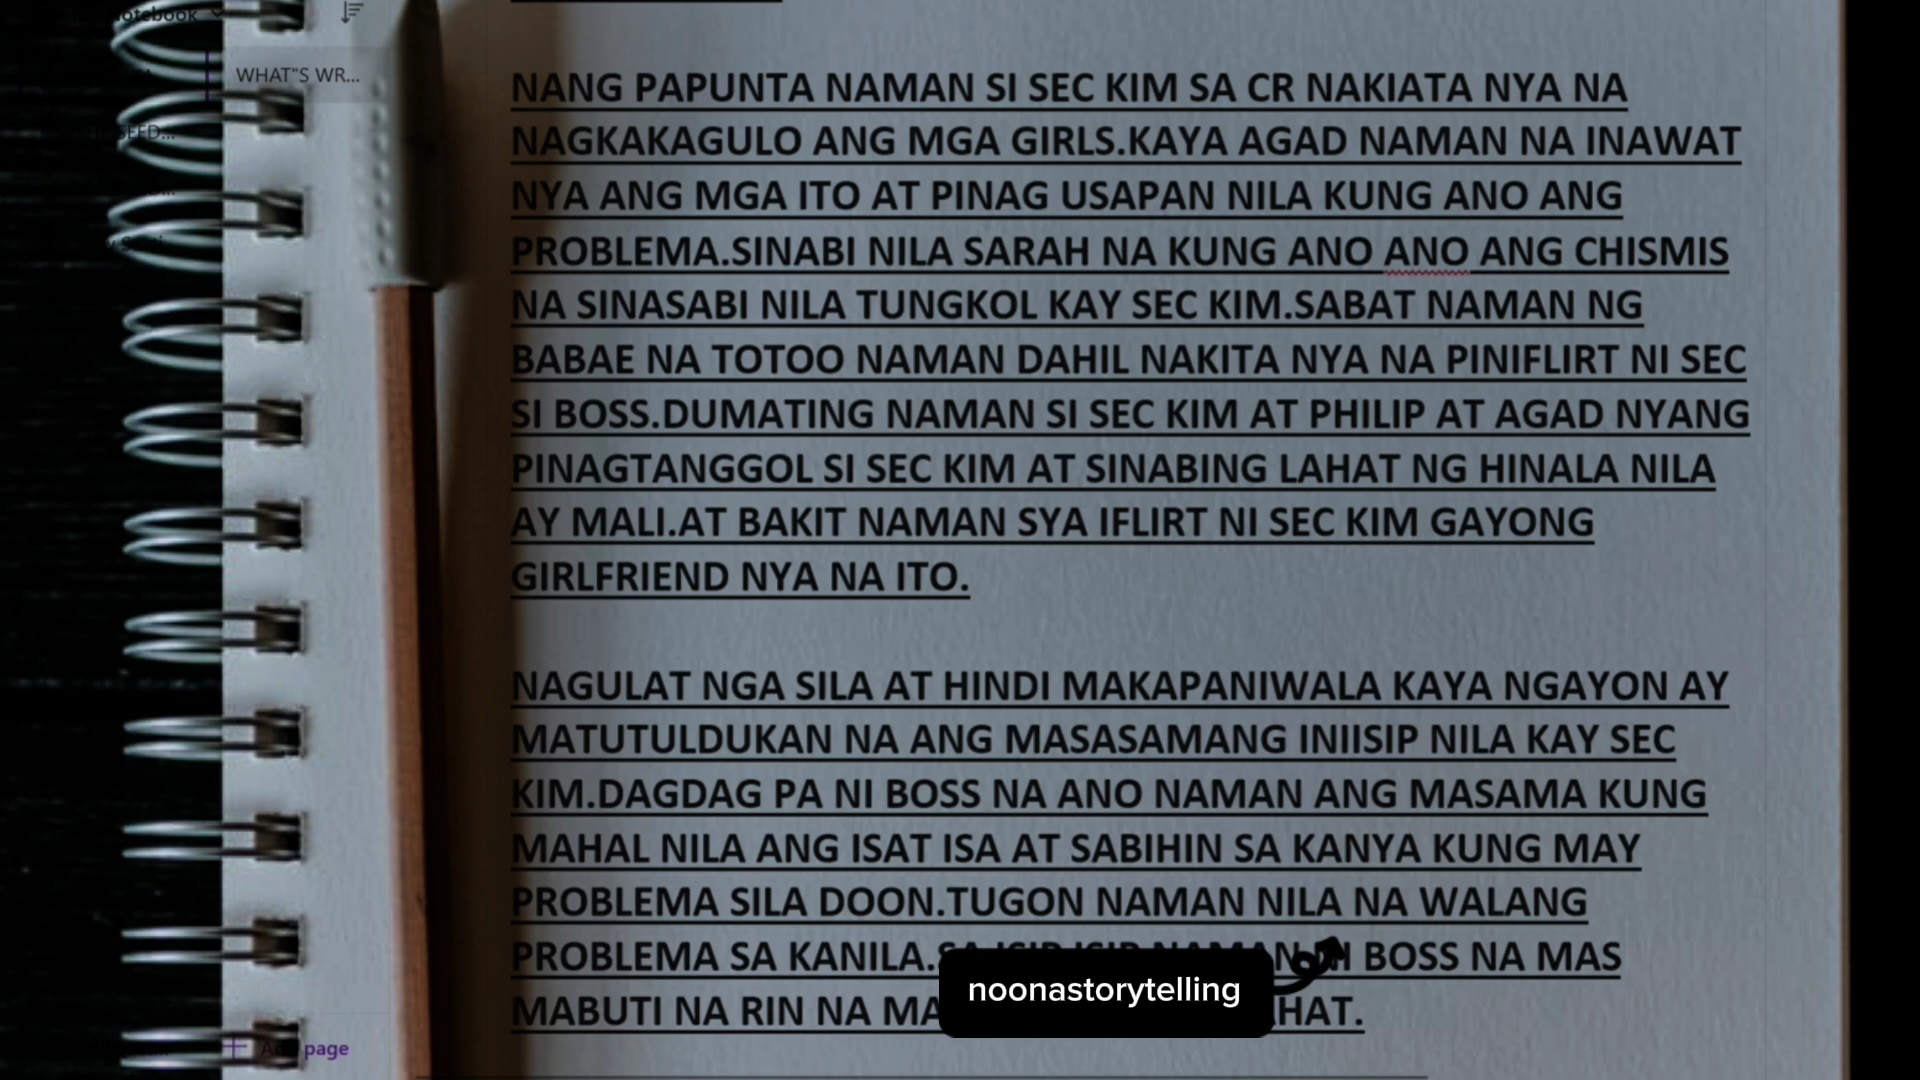 Notebook
WHAT"S WR...
NANG PAPUNTA NAMAN SI SEC KIM SA CR NAKIATA NYA NA
NAGKAKAGULO ANG MGA GIRLS.KAYA AGAD NAMAN NA INAWAT
NYA ANG MGA ITO AT PINAG USAPAN NILA KUNG ANO ANG
PROBLEMA.SINABI NILA SARAH NA KUNG ANO ANO ANG CHISMIS
NA SINASABI NILA TUNGKOL KAY SEC KIM.SABAT NAMAN NG
BABAE NA TOTOO NAMAN DAHIL NAKITA NYA NA PINIFLIRT NI SEC
SI BOSS.DUMATING NAMAN SI SEC KIM AT PHILIP AT AGAD NYANG
PINAGTANGGOL SI SEC KIM AT SINABING LAHAT NG HINALA NILA
AY MALI.AT BAKIT NAMAN SYA IFLIRT NI SEC KIM GAYONG
GIRLFRIEND NYA NA ITO.
NAGULAT NGA SILA AT HINDI MAKAPANIWALA KAYA NGAYON AY
MATUTULDUKAN NA ANG MASASAMANG INIISIP NILA KAY SEC
KIM.DAGDAG PA NI BOSS NA ANO NAMAN ANG MASAMA KUNG
MAHAL NILA ANG ISAT ISA AT SABIHIN SA KANYA KUNG MAY
PROBLEMA SILA DOON.TUGON NAMAN NILA NA WALANG
PROBLEMA SA KANILA.SA ISIP ISIP NAMAN NI BOSS NA MAS
MABUTI NA RIN NA
noonastorytelling
Add page